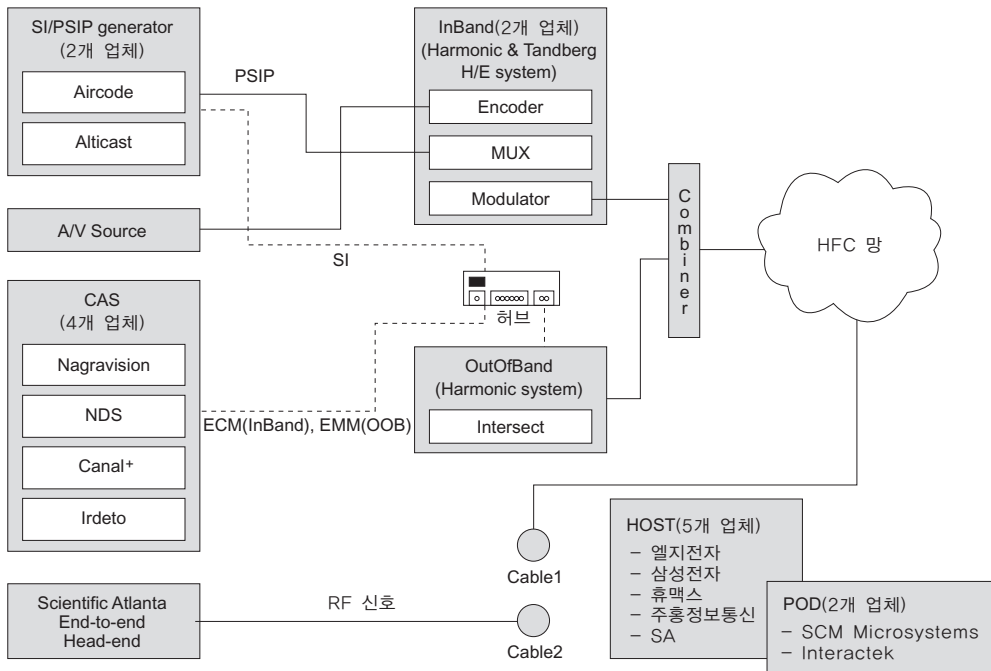 SI/PSIP generator
(2개 업체)
Aircode
Alticast
PSIP
InBand(2개 업체)
(Harmonic & Tandberg
H/E system)
Encoder
MUX
Modulator
A/V Source
SI
Combiner
HFC 망
CAS
(4개 업체)
Nagravision
NDS
Canal+
Irdeto
허브
ECM(InBand), EMM(OOB)
OutOfBand
(Harmonic system)
Intersect
Cable1
Scientific Atlanta
End-to-end
Head-end
RF 신호
Cable2
HOST(5개 업체)
– 엘지전자
– 삼성전자
– 휴맥스
– 주홍정보통신
– SA
POD(2개 업체)
– SCM Microsystems
– Interactek